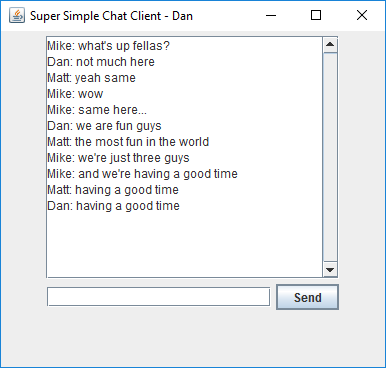 Super Simple Chat Client - Dan
Mike: what's up fellas?
Dan: not much here
Matt: yeah same
Mike: wow
Mike: same here...
Dan: we are fun guys
Matt: the most fun in the world
Mike: we're just three guys
Mike: and we're having a good time
Matt: having a good time
Dan: having a good time
Send